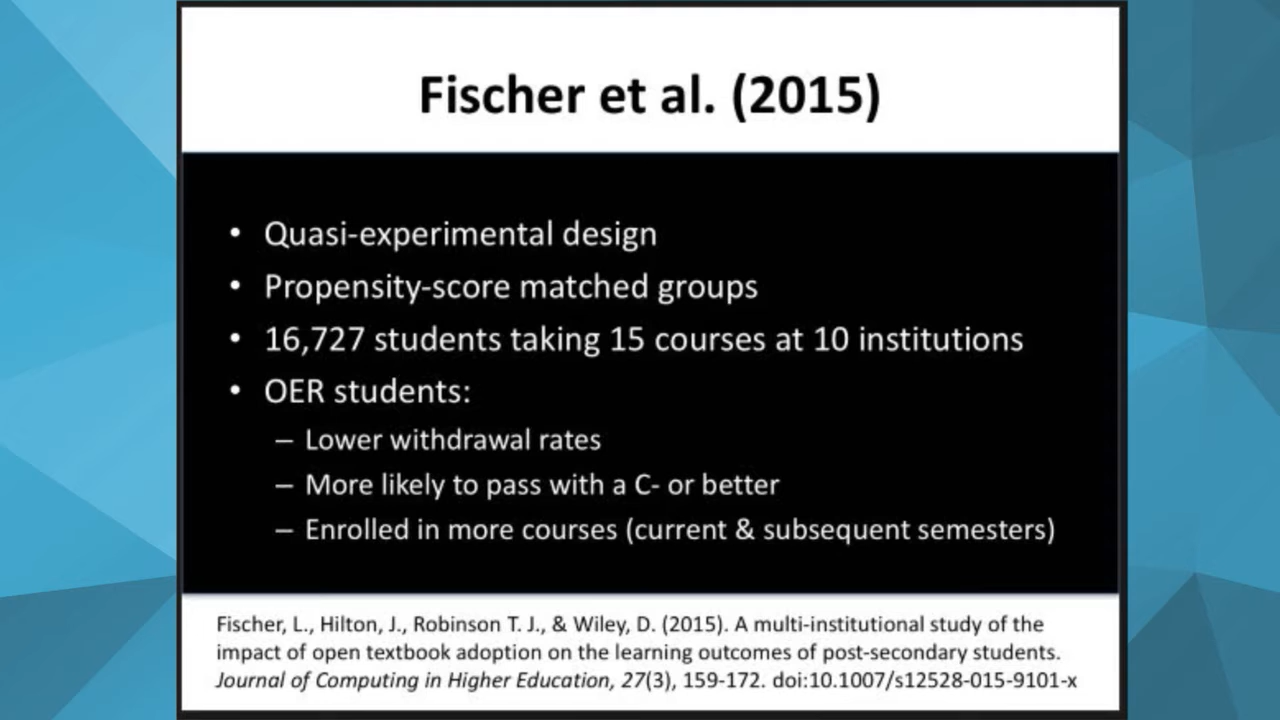 Fischer et al. (2015)
• Quasi-experimental design
• Propensity-score matched groups
• 16,727 students taking 15 courses at 10 institutions
• OER students:
– Lower withdrawal rates
– More likely to pass with a C- or better
– Enrolled in more courses (current & subsequent semesters)
Fischer, L., Hilton, J., Robinson T. J., & Wiley, D. (2015). A multi-institutional study of the
impact of open textbook adoption on the learning outcomes of post-secondary students.
Journal of Computing in Higher Education, 27(3), 159-172. doi:10.1007/s12528-015-9101-x